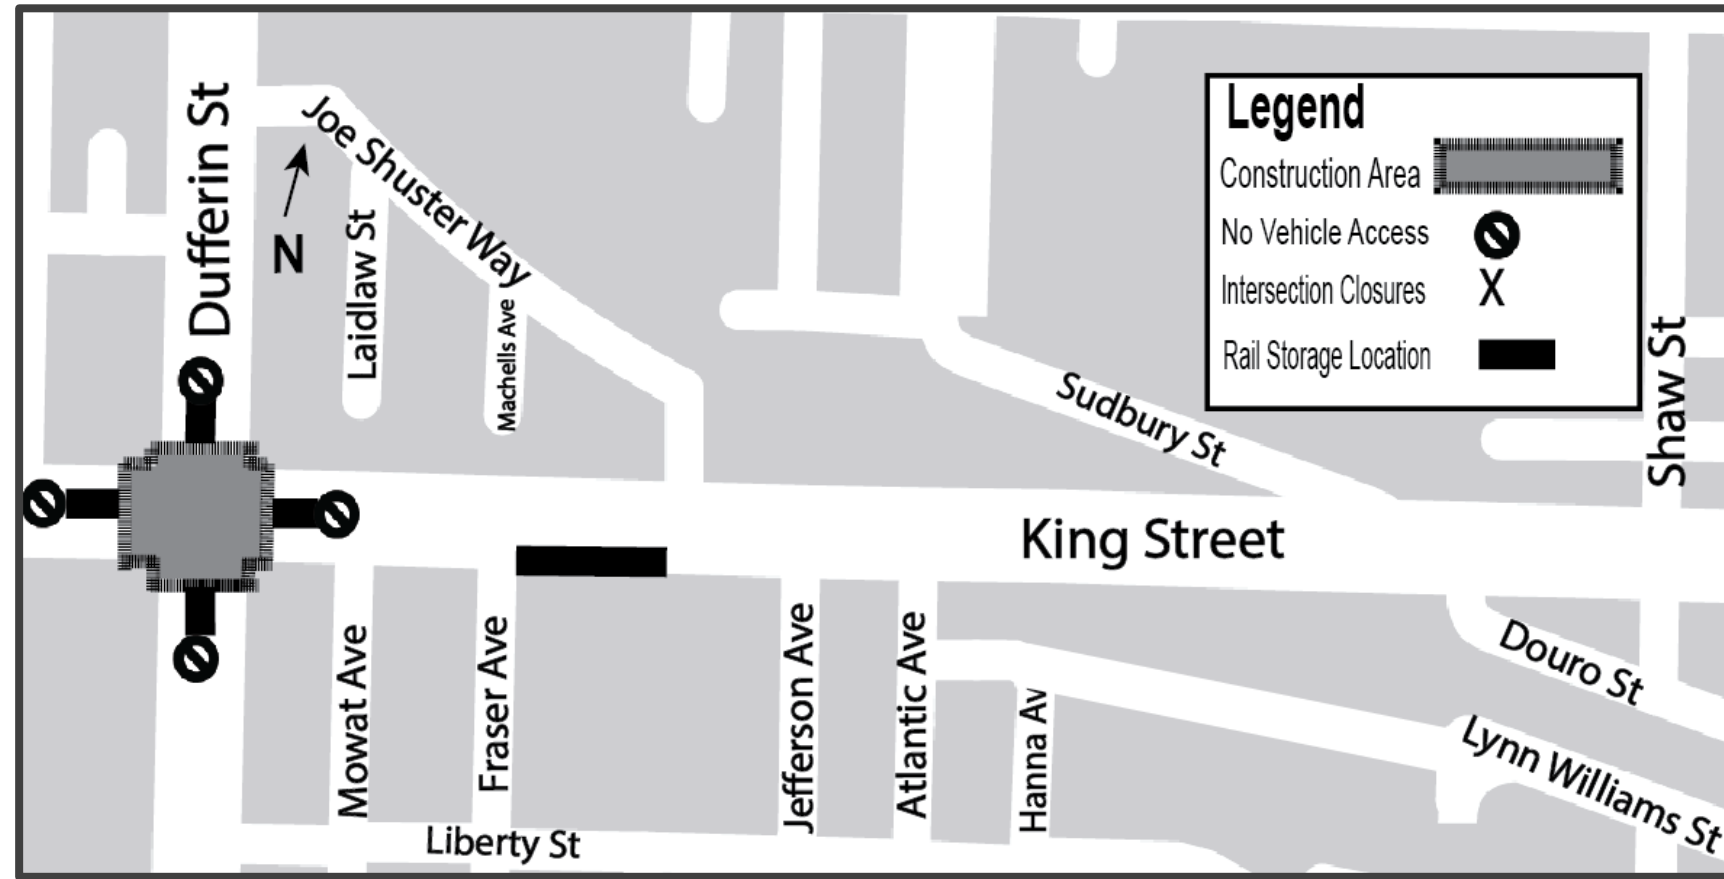 Legend
Construction Area
No Vehicle Access
Intersection Closures
X
Rail Storage Location
Dufferin St
Joe Shuster Way
N
Laidlaw St
Machells Ave
Sudbury St
Shaw St
King Street
Mowat Ave
Fraser Ave
Jefferson Ave
Atlantic Ave
Hanna Av
Douro St
Lynn Williams St
Liberty St